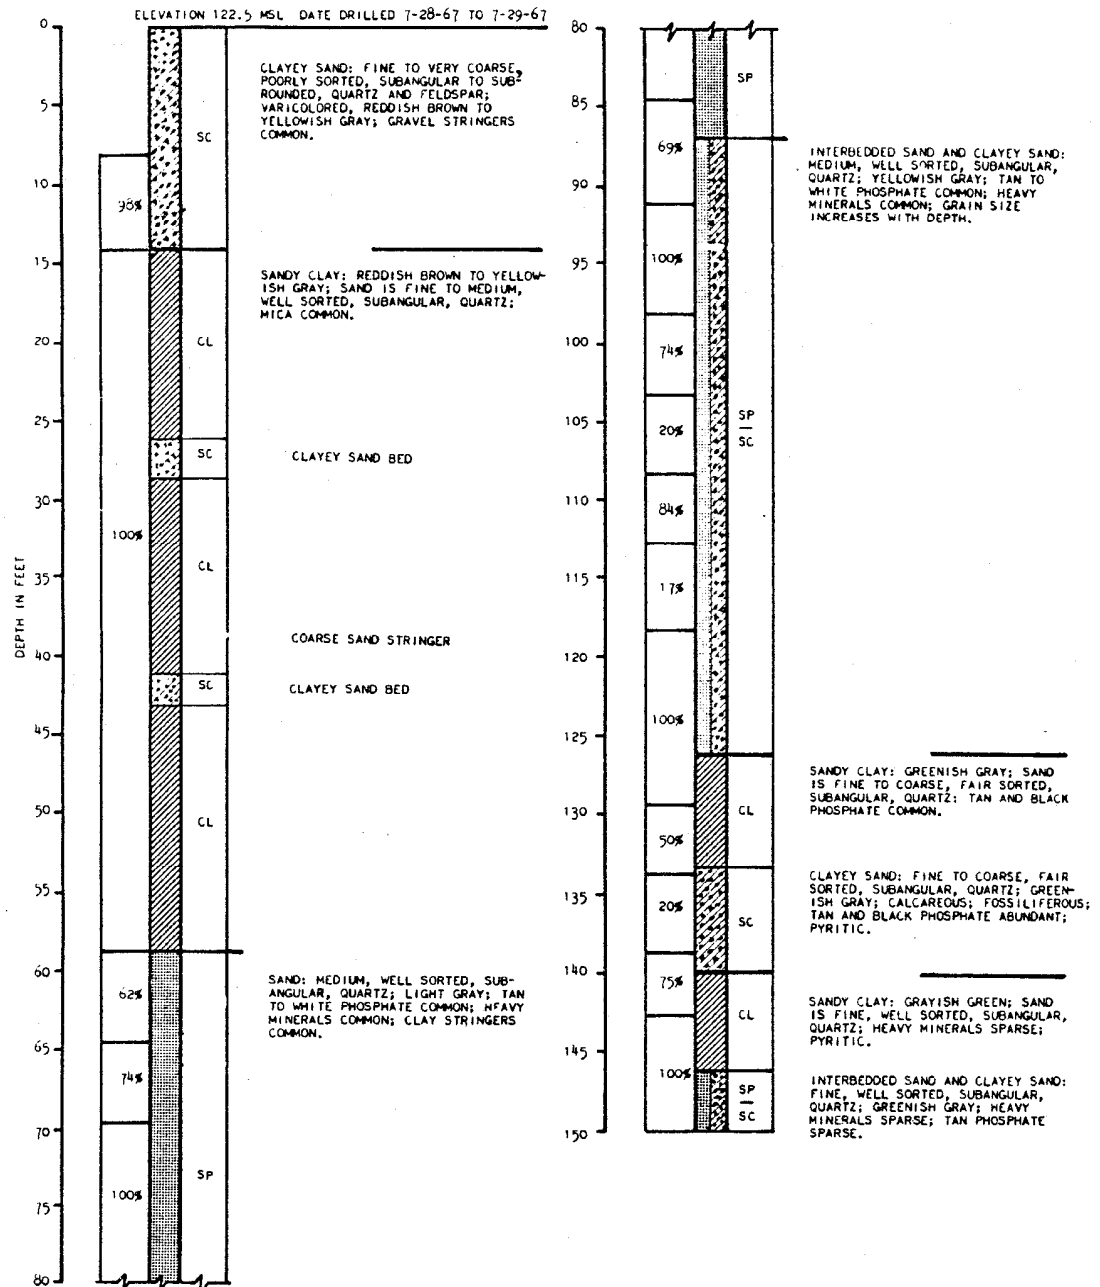 ELEVATION 122.5 MSL DATE DRILLED 7-28-67 TO 7-29-67
DEPTH IN FEET
0
5
10
15
20
25
30
35
40
45
50
55
60
65
70
75
80
98%
100%
62%
74%
100%
SC
CL
SC
CL
SC
CL
SP
CLAYEY SAND: FINE TO VERY COARSE,
POORLY SORTED, SUBANGULAR TO SUB-
ROUNDED, QUARTZ AND FELDSPAR;
VARICOLORED, REDDISH BROWN TO
YELLOWISH GRAY; GRAVEL STRINGERS
COMMON.
SANDY CLAY: REDDISH BROWN TO YELLOW-
ISH GRAY; SAND IS FINE TO MEDIUM,
WELL SORTED, SUBANGULAR, QUARTZ;
MICA COMMON.
CLAYEY SAND BED
COARSE SAND STRINGER
CLAYEY SAND BED
SAND: MEDIUM, WELL SORTED, SUB-
ANGULAR, QUARTZ; LIGHT GRAY; TAN
TO WHITE PHOSPHATE COMMON; HEAVY
MINERALS COMMON; CLAY STRINGERS
COMMON.
80
85
90
95
100
105
110
115
120
125
130
135
140
145
150
69%
100%
74%
20%
84%
17%
100%
50%
20%
75%
100%
SP
SP
SC
CL
SC
CL
SP
SC
INTERBEDDED SAND AND CLAYEY SAND:
MEDIUM, WELL SORTED, SUBANGULAR,
QUARTZ; YELLOWISH GRAY; TAN TO
WHITE PHOSPHATE COMMON; HEAVY
MINERALS COMMON; GRAIN SIZE
INCREASES WITH DEPTH.
SANDY CLAY: GREENISH GRAY; SAND
IS FINE TO COARSE, FAIR SORTED,
SUBANGULAR, QUARTZ; TAN AND BLACK
PHOSPHATE COMMON.
CLAYEY SAND: FINE TO COARSE, FAIR
SORTED, SUBANGULAR, QUARTZ; GREEN-
ISH GRAY; CALCAREOUS; FOSSILIFEROUS;
TAN AND BLACK PHOSPHATE ABUNDANT;
PYRITIC.
SANDY CLAY: GRAYISH GREEN; SAND
IS FINE, WELL SORTED, SUBANGULAR,
QUARTZ; HEAVY MINERALS SPARSE;
PYRITIC.
INTERBEDDED SAND AND CLAYEY SAND:
FINE, WELL SORTED, SUBANGULAR,
QUARTZ; GREENISH GRAY; HEAVY
MINERALS SPARSE; TAN PHOSPHATE
SPARSE.